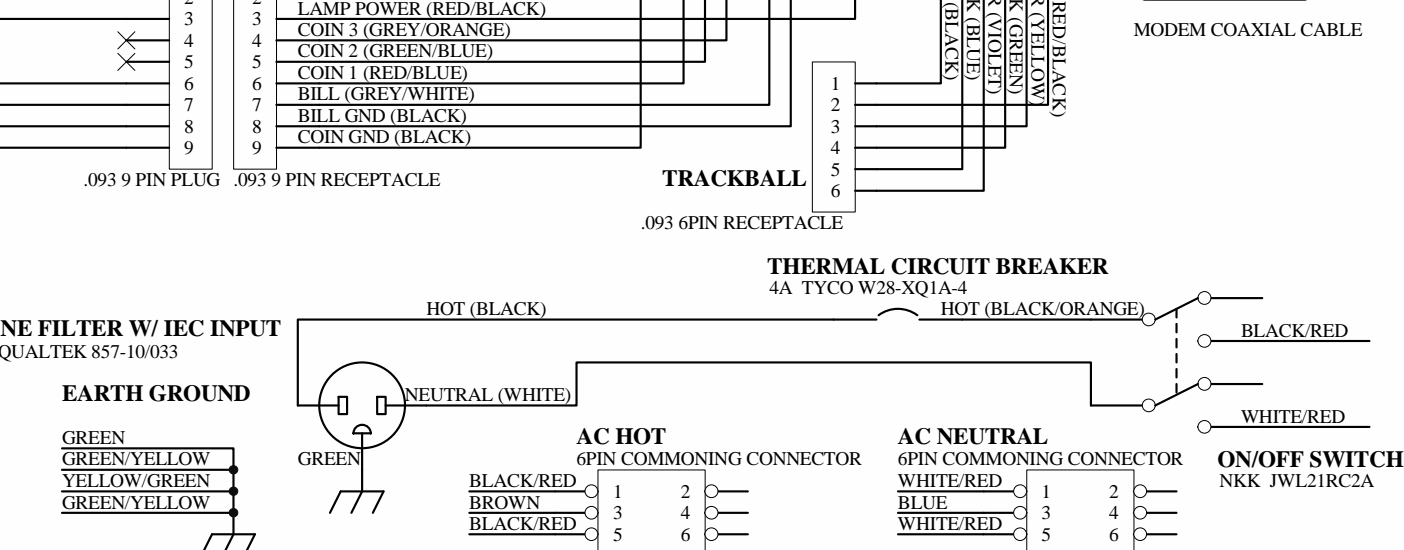 2 2
3 3 LAMP POWER (RED/BLACK)
4 4 COIN 3 (GREY/ORANGE)
5 5 COIN 2 (GREEN/BLUE)
6 6 COIN 1 (RED/BLUE)
7 7 BILL (GREY/WHITE)
8 8 BILL GND (BLACK)
9 9 COIN GND (BLACK)
.093 9 PIN PLUG
.093 9 PIN RECEPTACLE
(BLACK)
K (BLUE)
R (VIOLET)
K (GREEN)
R (YELLOW)
RED/BLACK)
MODEM COAXIAL CABLE
1
2
3
4
5
6
TRACKBALL
.093 6PIN RECEPTACLE
THERMAL CIRCUIT BREAKER
4A TYCO W28-XQ1A-4
HOT (BLACK)
HOT (BLACK/ORANGE)
NE FILTER W/ IEC INPUT
QUALTEK 857-10/033
BLACK/RED
EARTH GROUND
NEUTRAL (WHITE)
WHITE/RED
GREEN
GREEN/YELLOW
YELLOW/GREEN
GREEN/YELLOW
GREEN
AC HOT
6PIN COMMONING CONNECTOR
BLACK/RED 1 2
BROWN 3 4
BLACK/RED 5 6
AC NEUTRAL
6PIN COMMONING CONNECTOR
WHITE/RED 1 2
BLUE 3 4
WHITE/RED 5 6
ON/OFF SWITCH
NKK JWL21RC2A